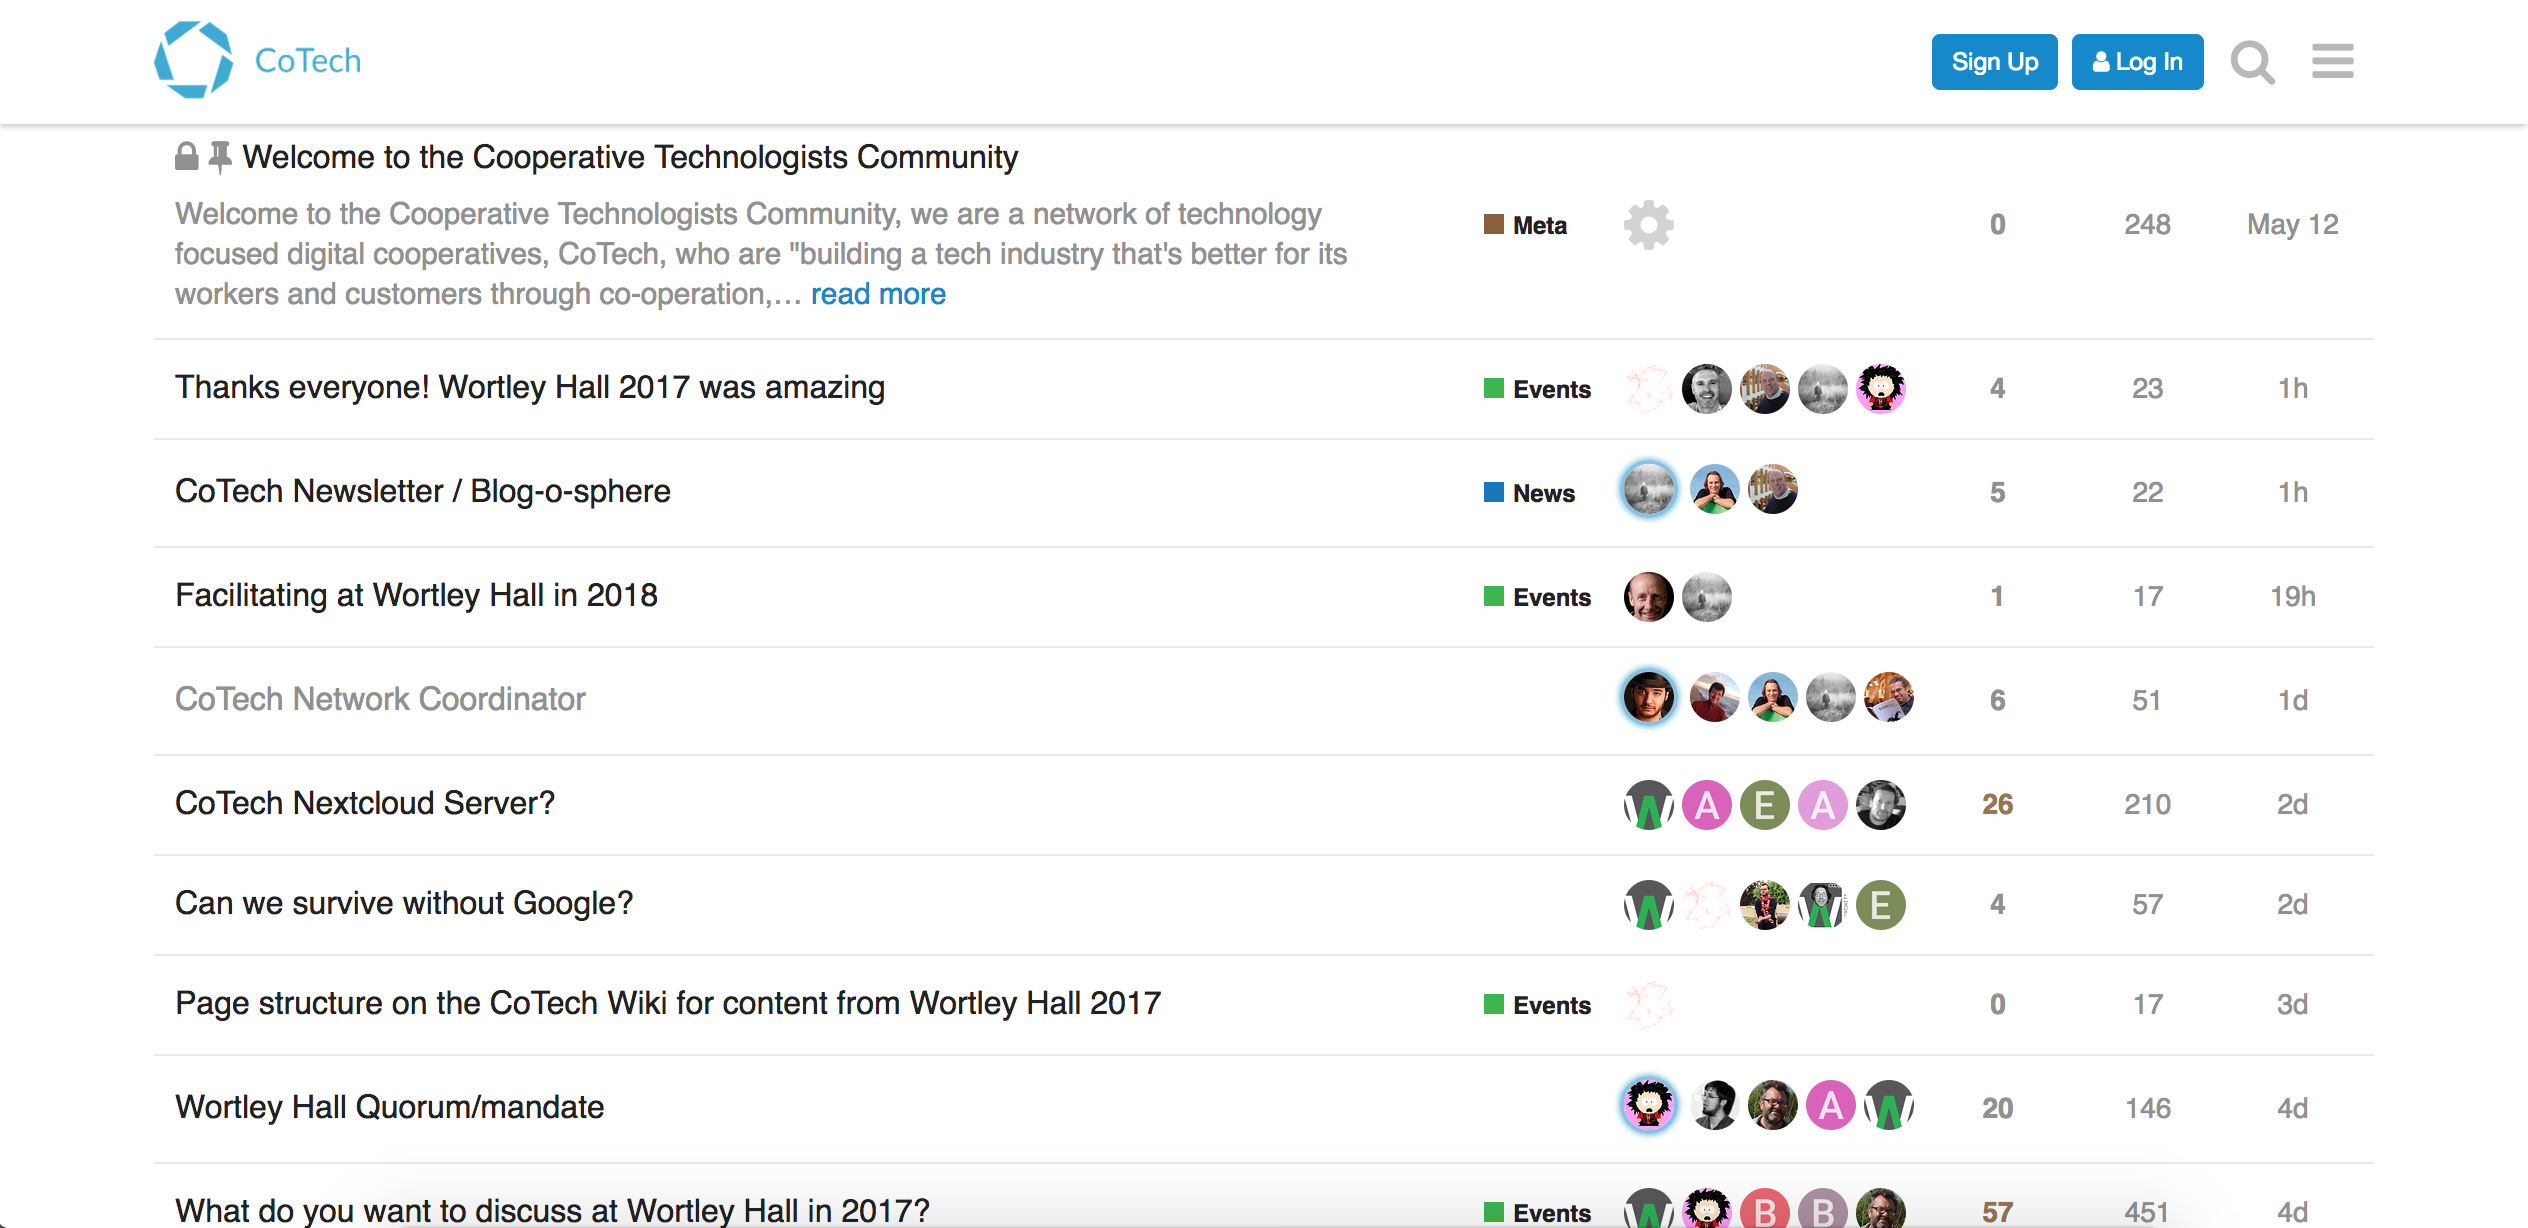 CoTech
Sign Up
Log In
Welcome to the Cooperative Technologists Community
Welcome to the Cooperative Technologists Community, we are a network of technology
focused digital cooperatives, CoTech, who are "building a tech industry that's better for its
workers and customers through co-operation,… read more
Meta
0
248
May 12
Thanks everyone! Wortley Hall 2017 was amazing
Events
4
23
1h
CoTech Newsletter / Blog-o-sphere
News
5
22
1h
Facilitating at Wortley Hall in 2018
Events
1
17
19h
CoTech Network Coordinator
6
51
1d
CoTech Nextcloud Server?
W
A
E
A
26
210
2d
Can we survive without Google?
W
W
E
4
57
2d
Page structure on the CoTech Wiki for content from Wortley Hall 2017
Events
0
17
3d
Wortley Hall Quorum/mandate
A
W
20
146
4d
What do you want to discuss at Wortley Hall in 2017?
Events
W
B
B
57
451
4d